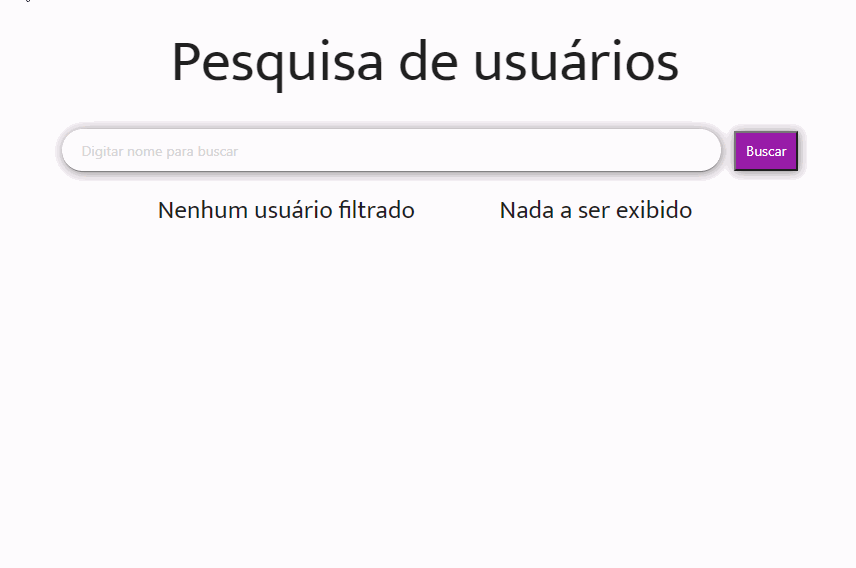 Pesquisa de usuários
Digitar nome para buscar
Buscar
Nenhum usuário filtrado
Nada a ser exibido